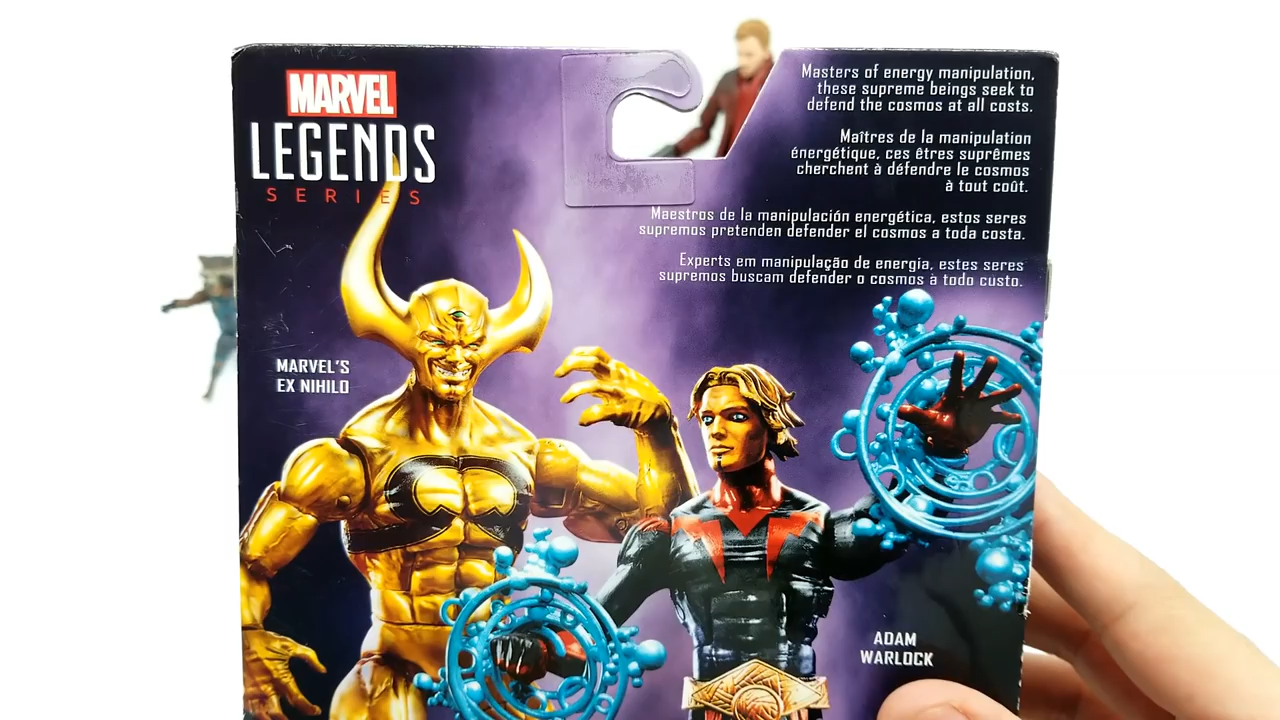 MARVEL
LEGENDS
SERIES
Masters of energy manipulation,
these supreme beings seek to
defend the cosmos at all costs.
Maîtres de la manipulation
énergétique, ces êtres suprêmes
cherchent à défendre le cosmos
à tout coût.
Maestros de la manipulación energética, estos seres
supremos pretenden defender el cosmos a toda costa.
Experts em manipulação de energia, estes seres
supremos buscam defender o cosmos à todo custo.
MARVEL'S
EX NIHILO
ADAM
WARLOCK